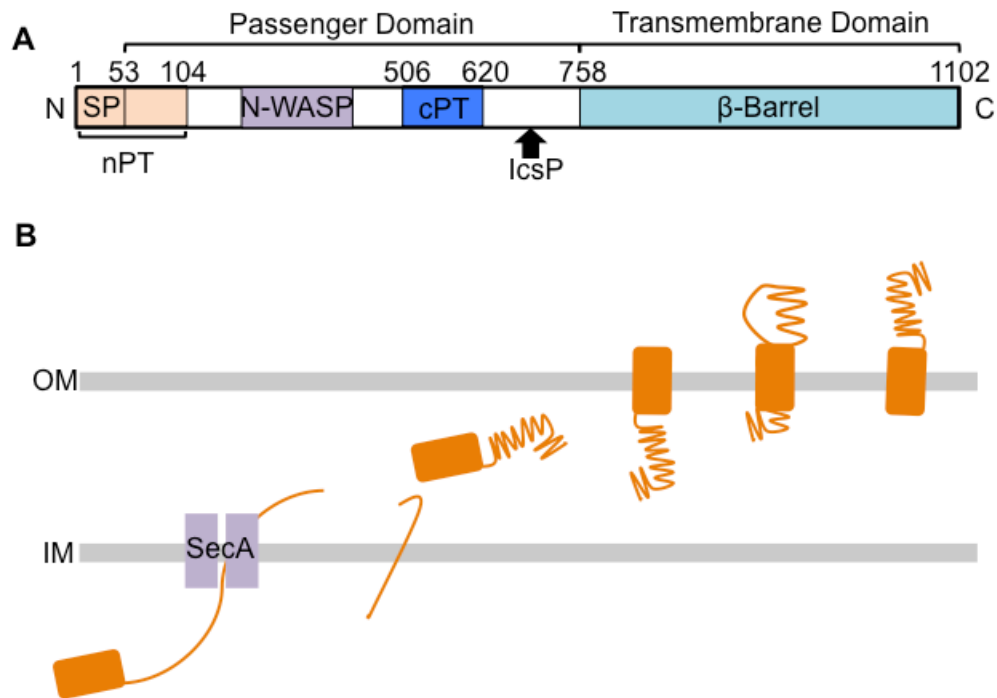 A
Passenger Domain
Transmembrane Domain
1 53 104 506 620 758 1102
N SP N-WASP cPT β-Barrel C
nPT
IcsP
B
OM
IM
SecA